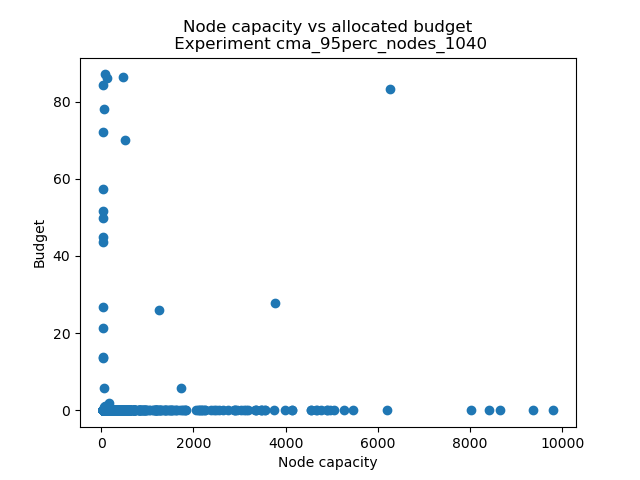 Node capacity vs allocated budget
Experiment cma_95perc_nodes_1040
Budget
80
60
40
20
0
0 2000 4000 6000 8000 10000
Node capacity